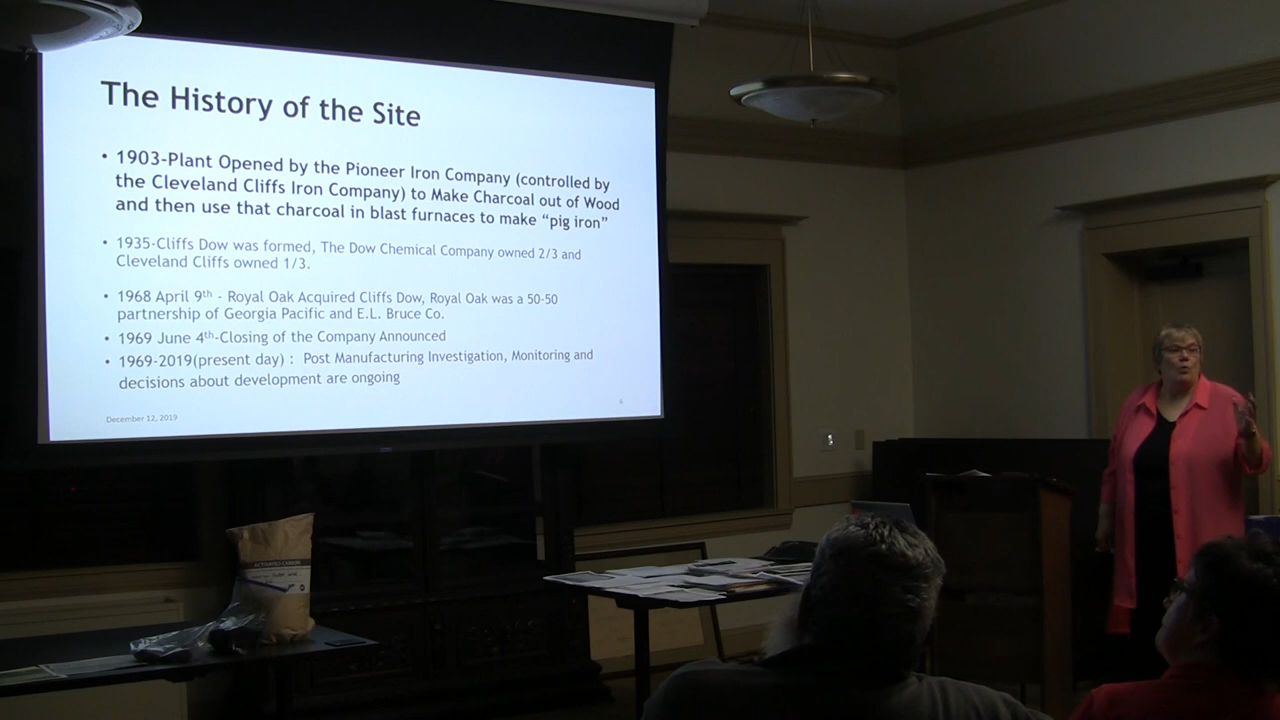 The History of the Site
• 1903-Plant Opened by the Pioneer Iron Company (controlled by
the Cleveland Cliffs Iron Company) to Make Charcoal out of Wood
and then use that charcoal in blast furnaces to make “pig iron”
• 1935-Cliffs Dow was formed, The Dow Chemical Company owned 2/3 and
Cleveland Cliffs owned 1/3.
• 1968 April 9th - Royal Oak Acquired Cliffs Dow, Royal Oak was a 50-50
partnership of Georgia Pacific and E.L. Bruce Co.
• 1969 June 4th-Closing of the Company Announced
• 1969-2019(present day) : Post Manufacturing Investigation, Monitoring and
decisions about development are ongoing
December 12, 2019
6
ACTIVATED CARBON